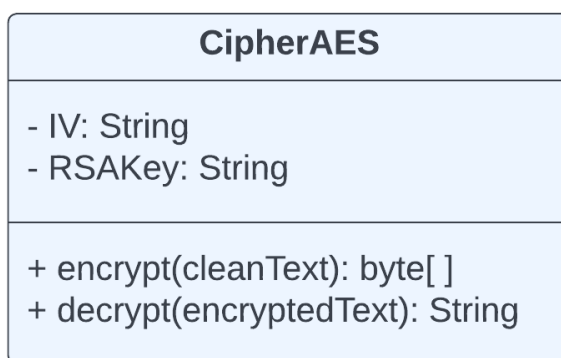 CipherAES
- IV: String
- RSAKey: String
+ encrypt(cleanText): byte[ ]
+ decrypt(encryptedText): String